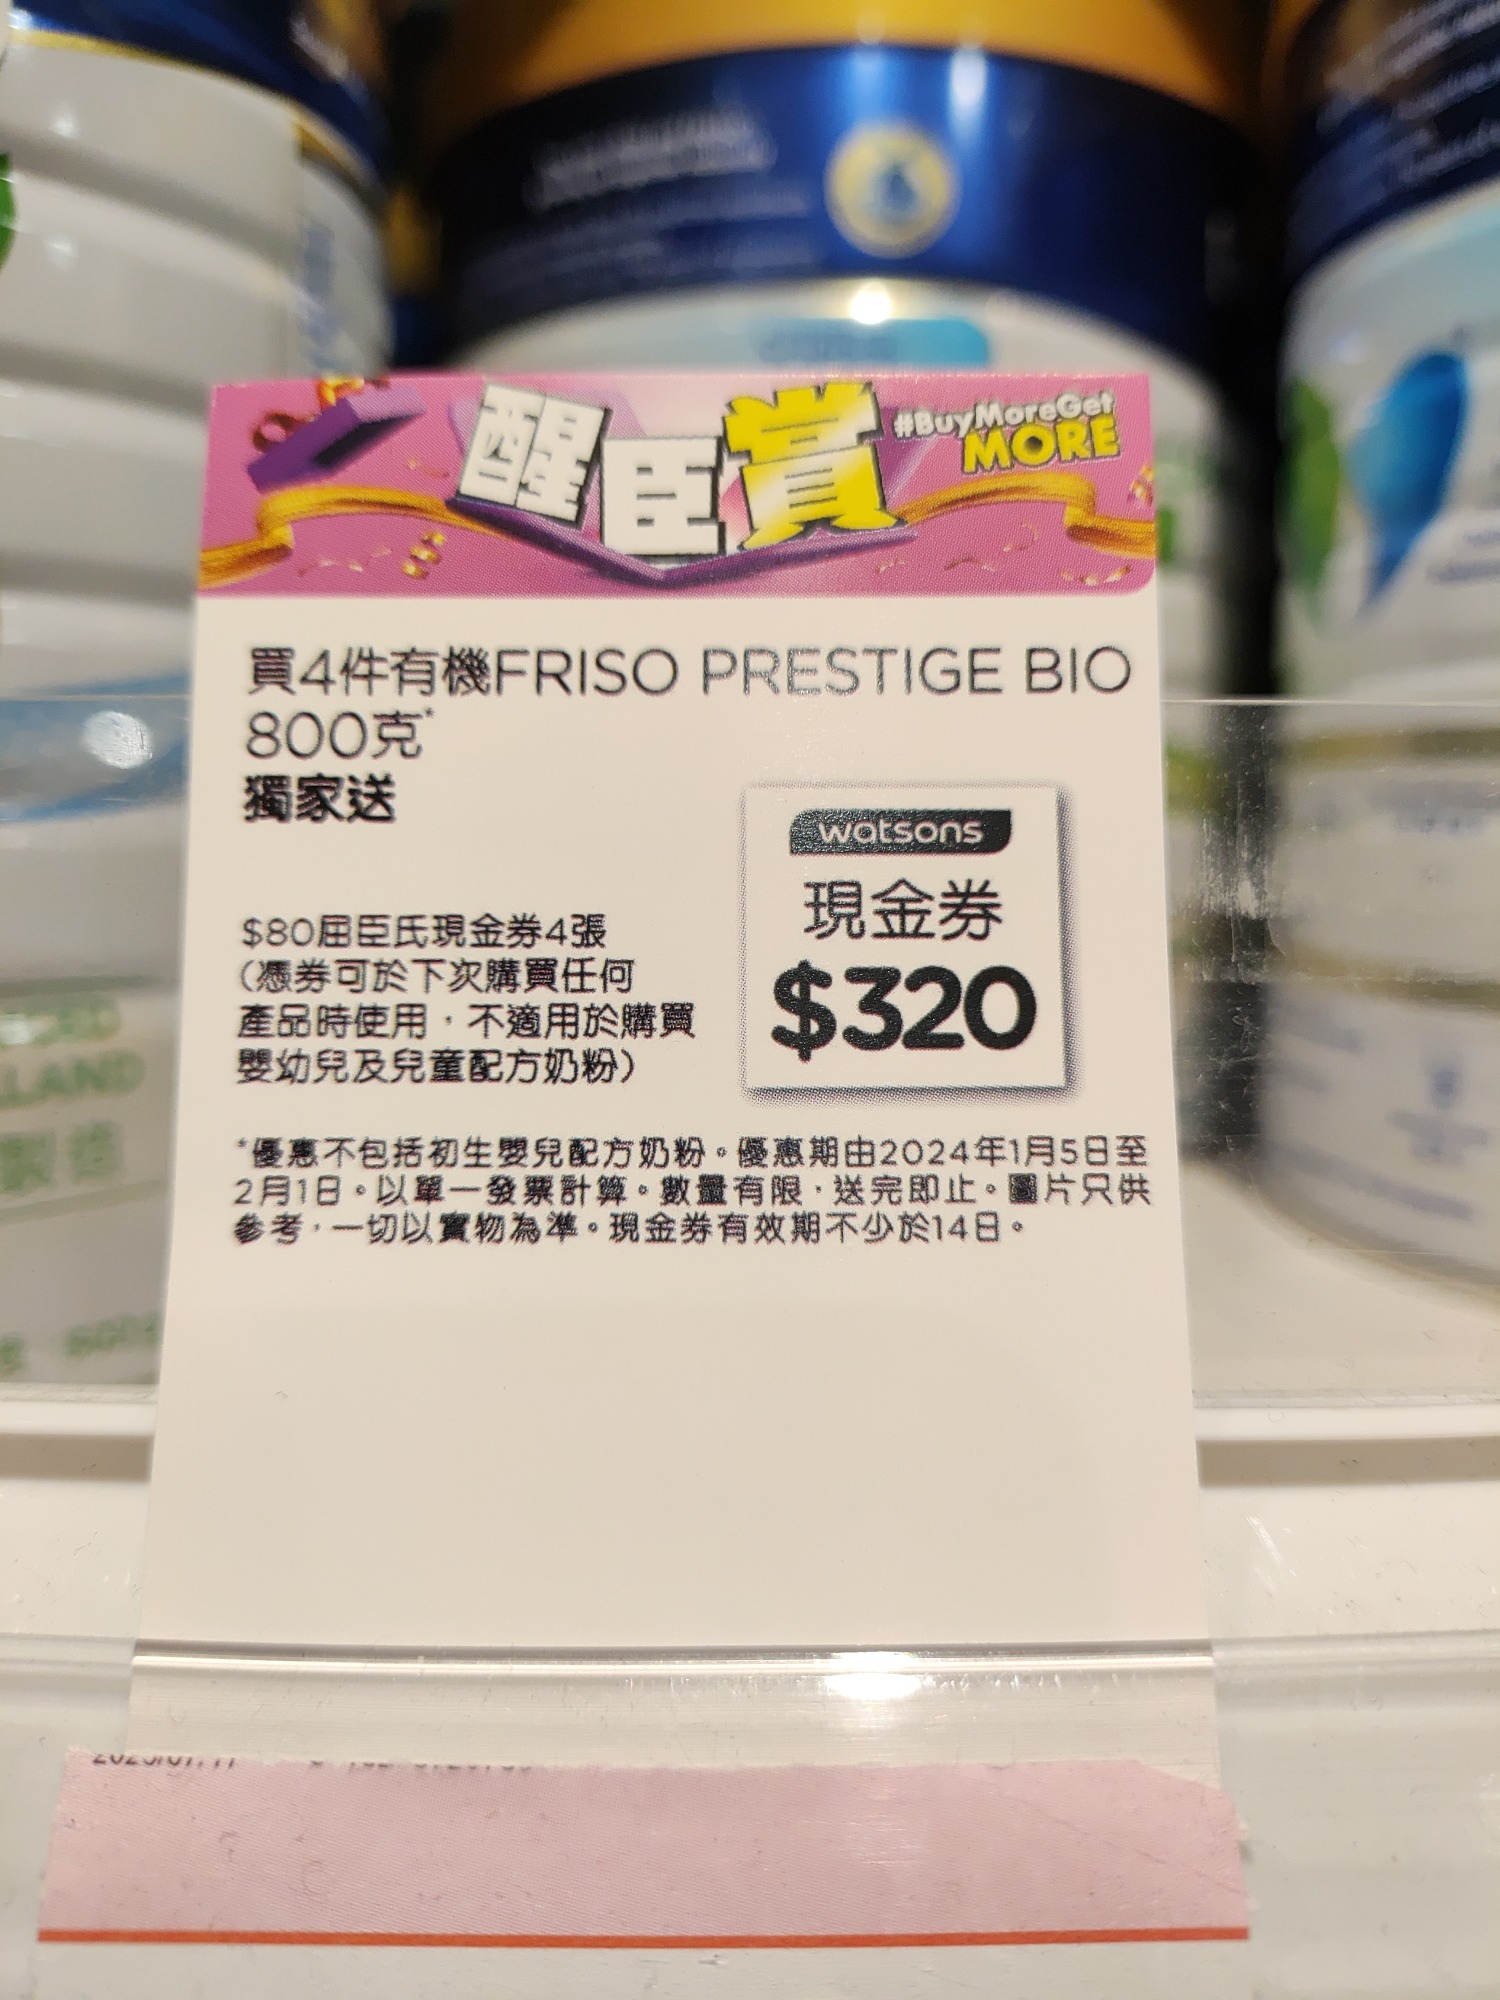 醒臣賞
#BuyMoreGet
MORE
買4件有機FRISO PRESTIGE BIO
800克*
獨家送
watsons
現金券
$320
$80屈臣氏現金券4張
(憑券可於下次購買任何
產品時使用，不適用於購買
嬰幼兒及兒童配方奶粉)
*優惠不包括初生嬰兒配方奶粉。優惠期由2024年1月5日至
2月1日。以單一發票計算。數量有限，送完即止。圖片只供
參考，一切以實物為準。現金券有效期不少於14日。